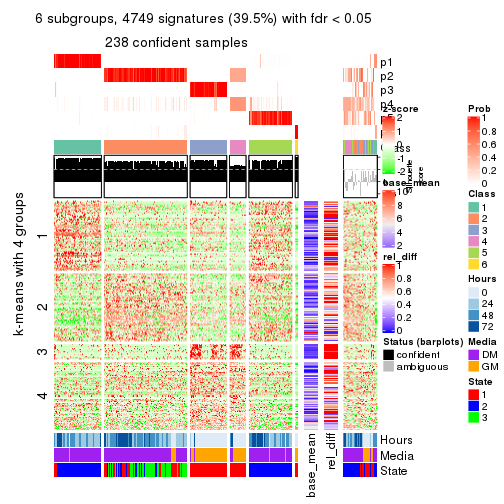 6 subgroups, 4749 signatures (39.5%) with fdr < 0.05
238 confident samples
p1
p2
p3
p4
z-score
2
1
0
-1
-2
Prob
1
0.8
0.6
0.4
0.2
0
Silhouette
score
base_mean
10
8
6
4
2
Class
1
2
3
4
5
6
rel_diff
1
0.8
0.6
0.4
0.2
0
Hours
0
24
48
72
Status (barplots)
confident
ambiguous
Media
DM
GM
State
1
2
3
k-means with 4 groups
1
2
3
4
Hours
Media
State
base_mean
rel_diff